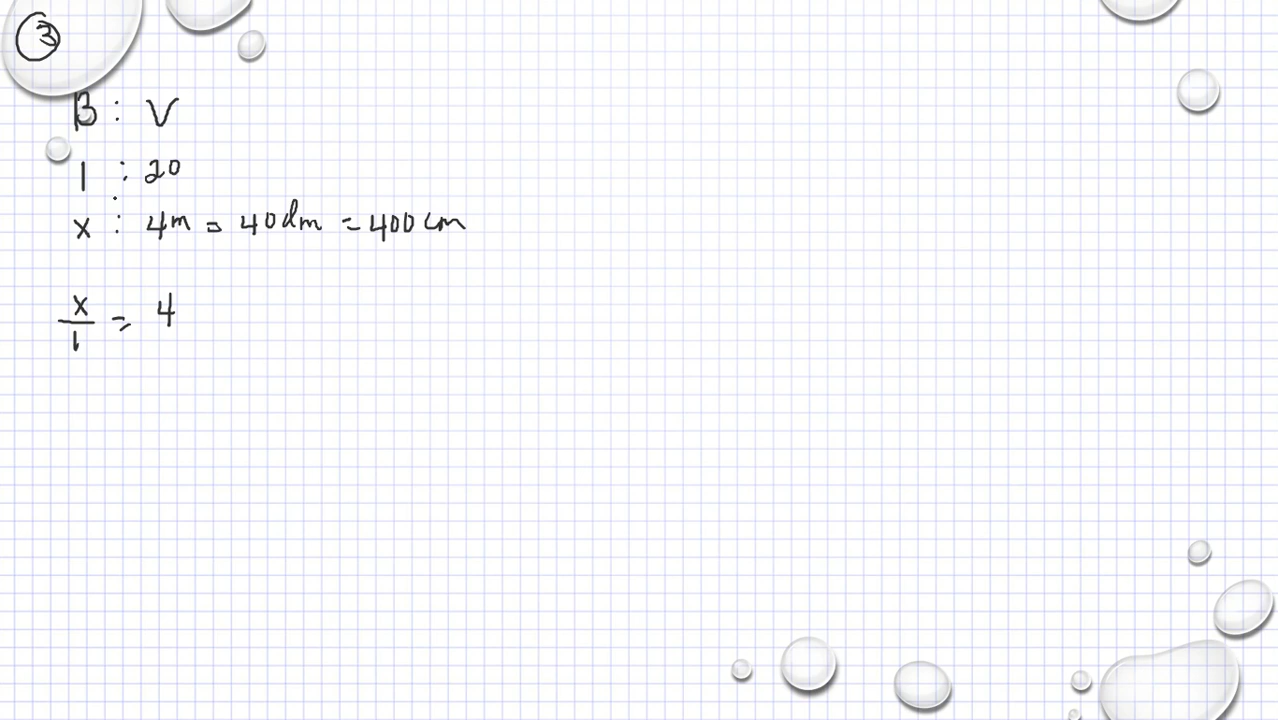 3
B : V
1 : 20
x : 4m = 40dm = 400cm
x
— = 4
1